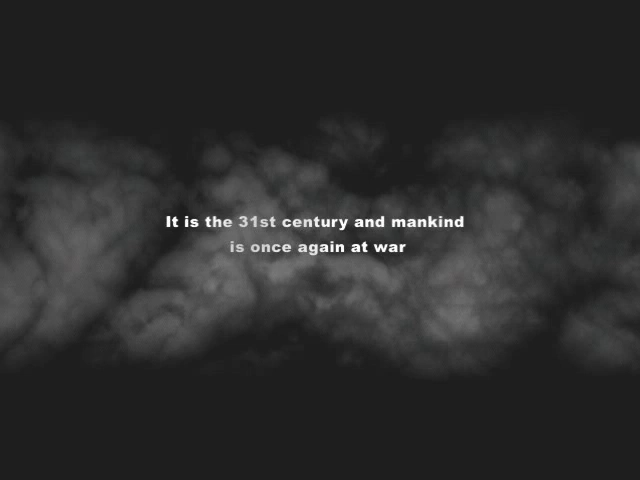 It is the 31st century and mankind
is once again at war